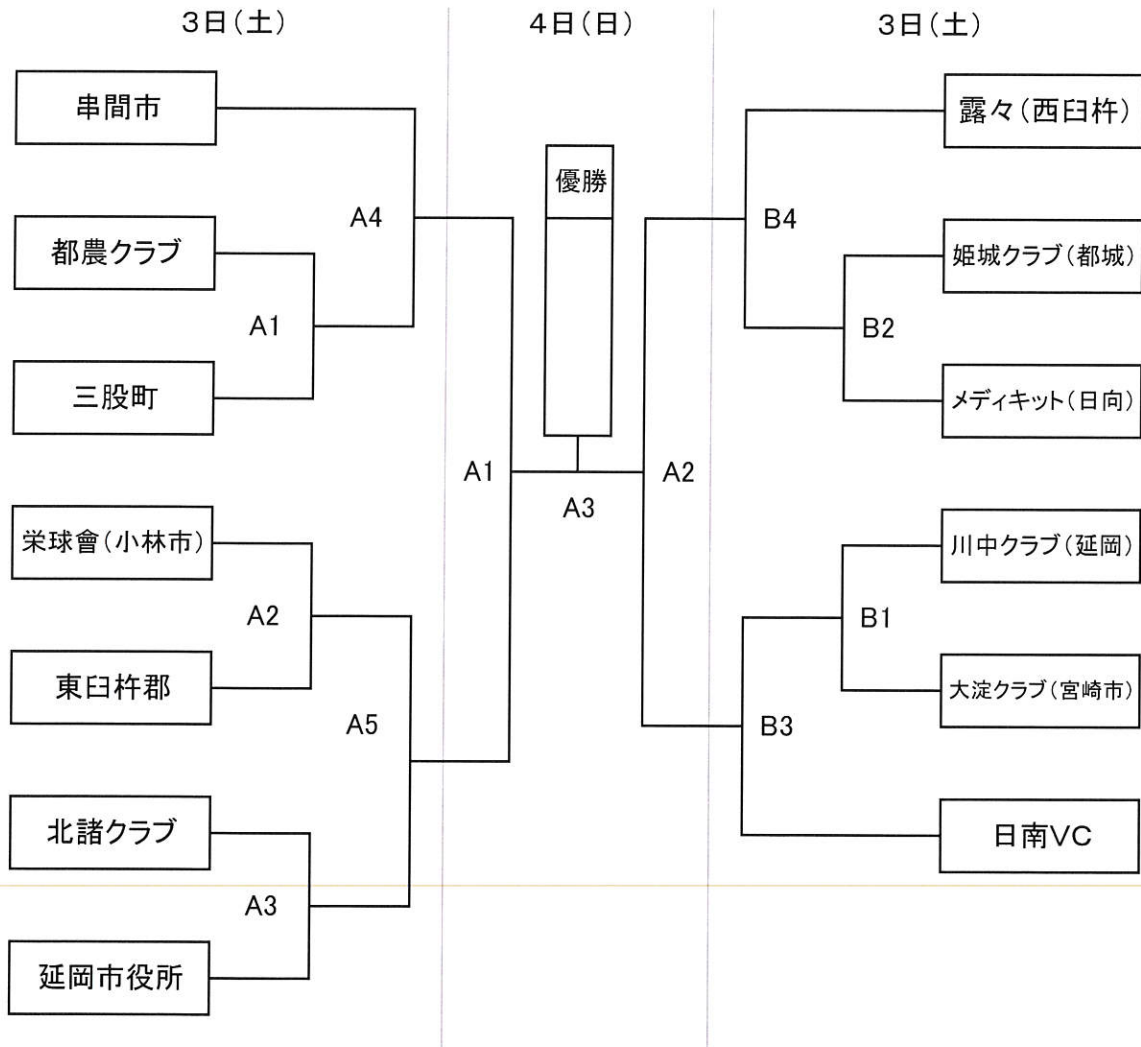 3日(土)
4日(日)
3日(土)
串間市
都農クラブ
三股町
栄球會(小林市)
東臼杵郡
北諸クラブ
延岡市役所
A4
A1
A2
A5
A3
A1
優勝
A3
A2
B4
B2
B1
B3
露々(西臼杵)
姫城クラブ(都城)
メディキット(日向)
川中クラブ(延岡)
大淀クラブ(宮崎市)
日南VC